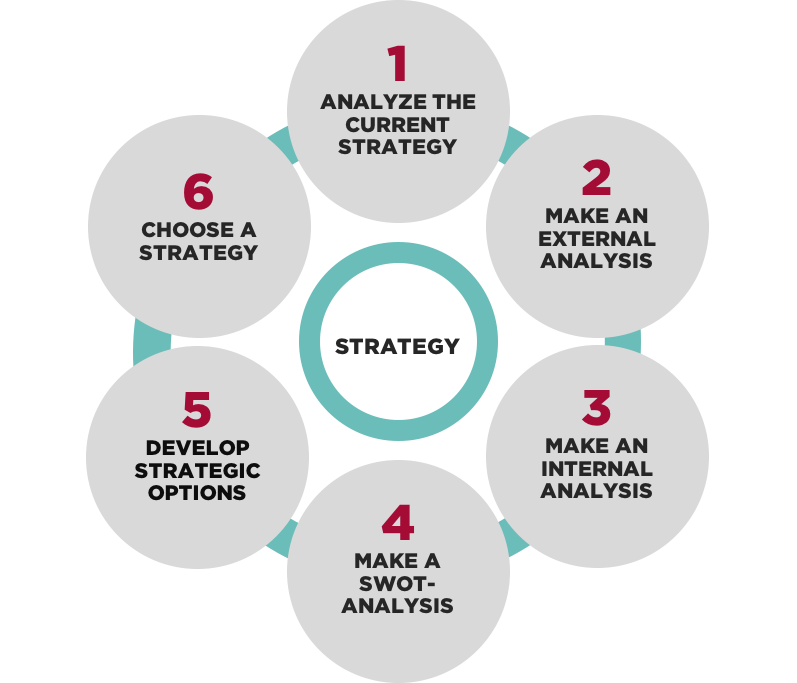 1
ANALYZE THE
CURRENT
STRATEGY
2
MAKE AN
EXTERNAL
ANALYSIS
3
MAKE AN
INTERNAL
ANALYSIS
4
MAKE A
SWOT-
ANALYSIS
5
DEVELOP
STRATEGIC
OPTIONS
6
CHOOSE A
STRATEGY
STRATEGY